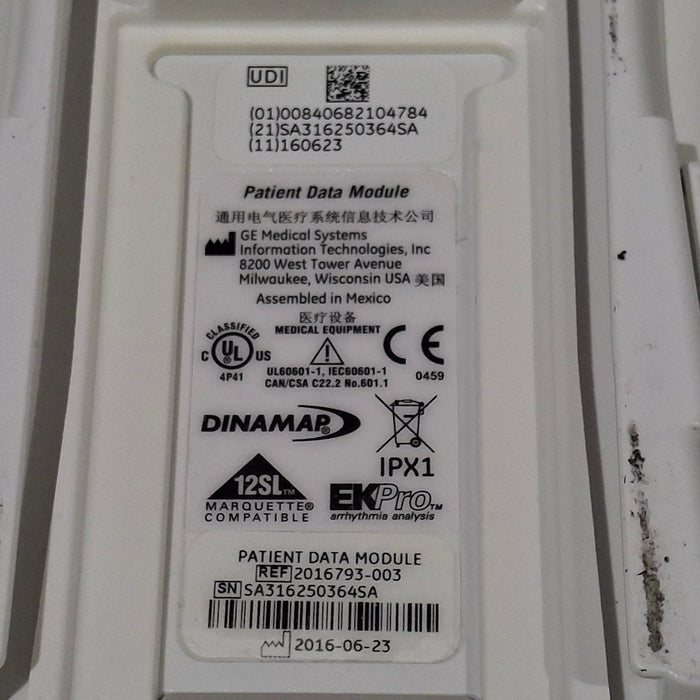 UDI
(01)00840682104784
(21)SA316250364SA
(11)160623
Patient Data Module
通用电气医疗系统信息技术公司
GE Medical Systems
Information Technologies, Inc
8200 West Tower Avenue
Milwaukee, Wisconsin USA 美国
Assembled in Mexico
医疗设备
MEDICAL EQUIPMENT
CLASSIFIED
C UL US
4P41
UL60601-1, IEC60601-1
CAN/CSA C22.2 No.601.1
CE
0459
DINAMAP®
IPX1
12SL™
MARQUETTE®
COMPATIBLE
EKPro™
arrhythmia analysis
PATIENT DATA MODULE
REF 2016793-003
SN SA316250364SA
2016-06-23